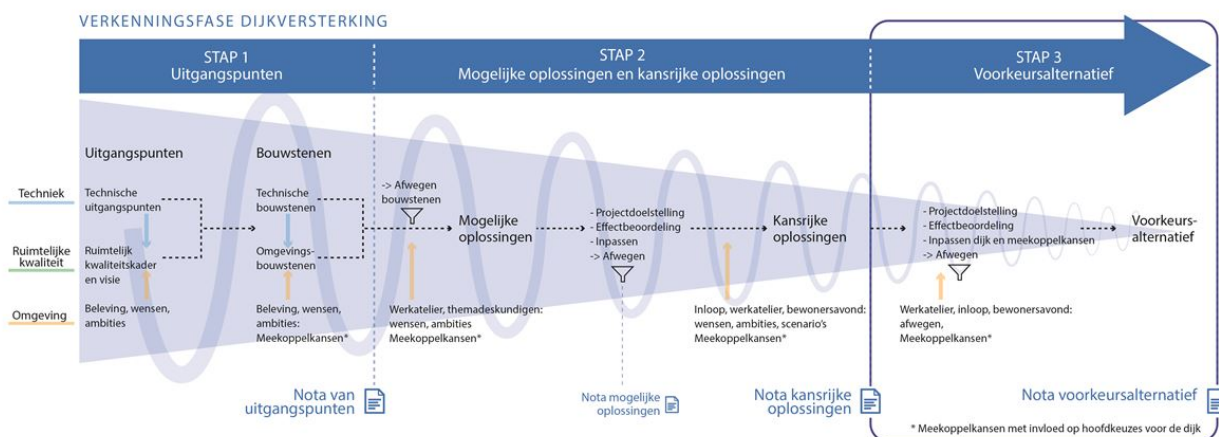 VERKENNINGSFASE DIJKVERSTERKING
STAP 1
Uitgangspunten
STAP 2
Mogelijke oplossingen en kansrijke oplossingen
STAP 3
Voorkeursalternatief
Techniek
Ruimtelijke
kwaliteit
Omgeving
Uitgangspunten
Technische
uitgangspunten
Ruimtelijk
kwaliteitskader
en visie
Beleving, wensen,
ambities
Bouwstenen
Technische
bouwstenen
Omgevings-
bouwstenen
Beleving, wensen,
ambities:
Meekoppelkansen*
-> Afwegen
bouwstenen
Mogelijke
oplossingen
Werkatelier, themadeskundigen:
wensen, ambities
Meekoppelkansen*
- Projectdoelstelling
- Effectbeordeling
- Inpassen
-> Afwegen
Kansrijke
oplossingen
Inloop, werkatelier, bewonersavond:
wensen, ambities, scenario's
Meekoppelkansen*
- Projectdoelstelling
- Effectbeordeling
- Inpassen dijk en meekoppelkansen
-> Afwegen
Werkatelier, inloop, bewonersavond:
afwegen,
Meekoppelkansen*
Voorkeurs-
alternatief
Nota van
uitgangspunten
Nota mogelijke
oplossingen
Nota kansrijke
oplossingen
Nota voorkeursalternatief
* Meekoppelkansen met invloed op hoofdkeuzes voor de dijk